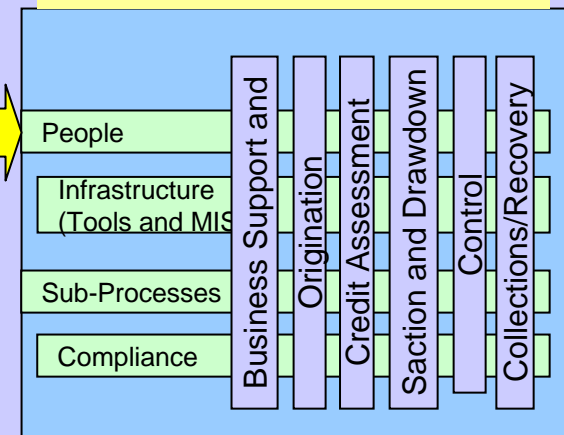 People
Infrastructure
(Tools and MIS
Sub-Processes
Compliance
Business Support and
Origination
Credit Assessment
Saction and Drawdown
Control
Collections/Recovery